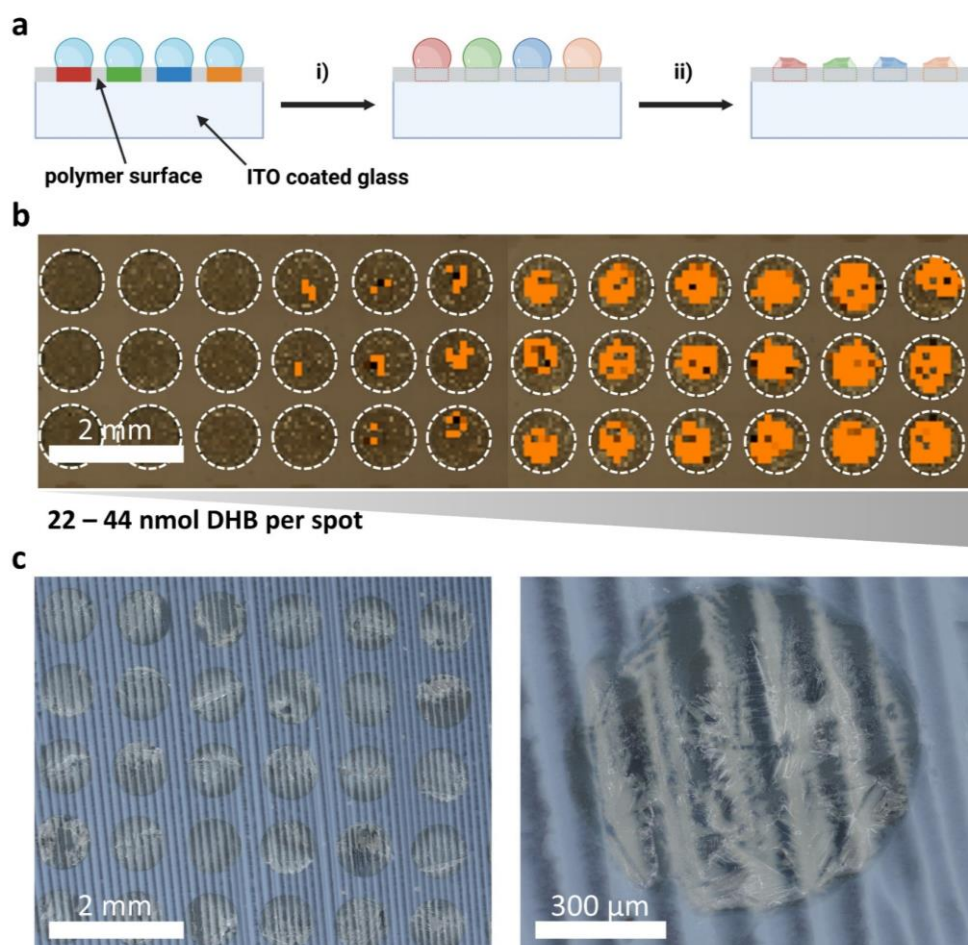 a
i)
ii)
polymer surface
ITO coated glass
b
2 mm
22 – 44 nmol DHB per spot
c
2 mm
300 µm